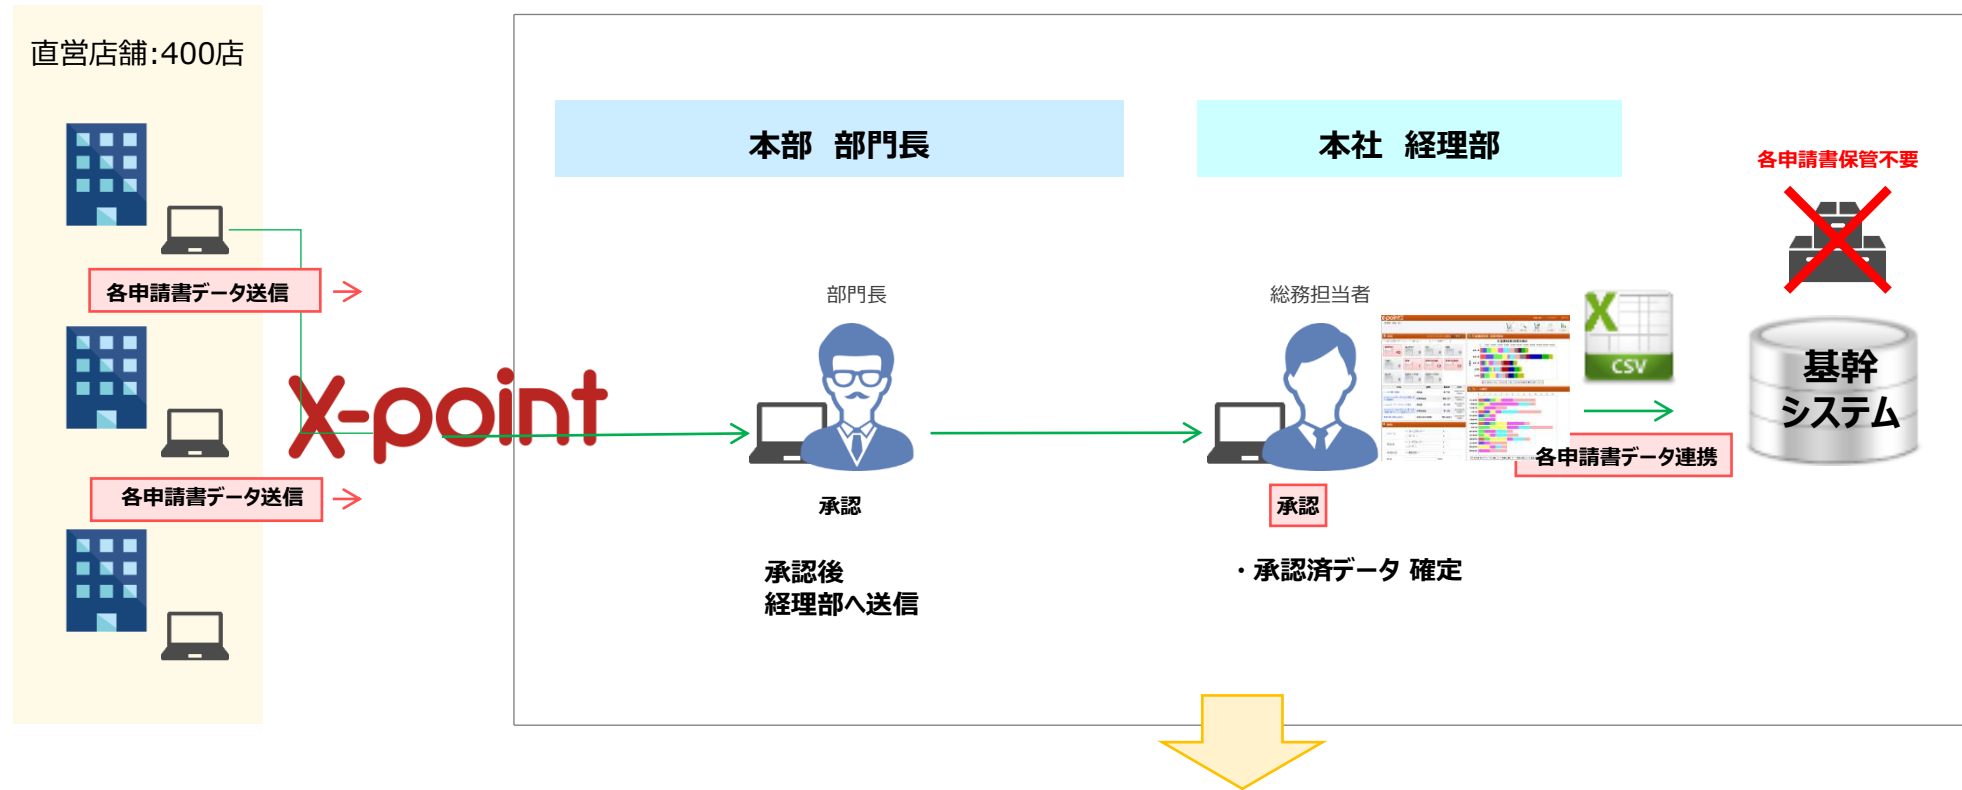 直営店舗:400店
本部 部門長
本社 経理部
各申請書保管不要
各申請書データ送信
部門長
総務担当者
X-point
CSV
基幹
システム
各申請書データ連携
各申請書データ送信
承認
承認
承認後
経理部へ送信
・承認済データ 確定